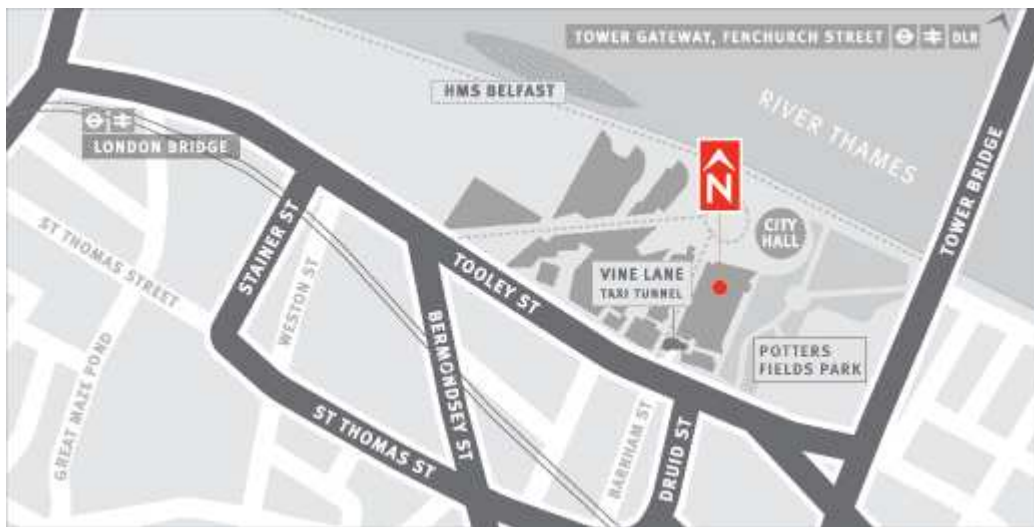 TOWER GATEWAY, FENCHURCH STREET DLR
HMS BELFAST
RIVER THAMES
LONDON BRIDGE
N
CITY
HALL
TOWER BRIDGE
STAINER ST
ST THOMAS STREET
WESTON ST
TOOLEY ST
VINE LANE
TAXI TUNNEL
BERMONDSEY ST
POTTERS
FIELDS PARK
GREAT MAZE POND
ST THOMAS ST
BARKHAM ST
DRUID ST